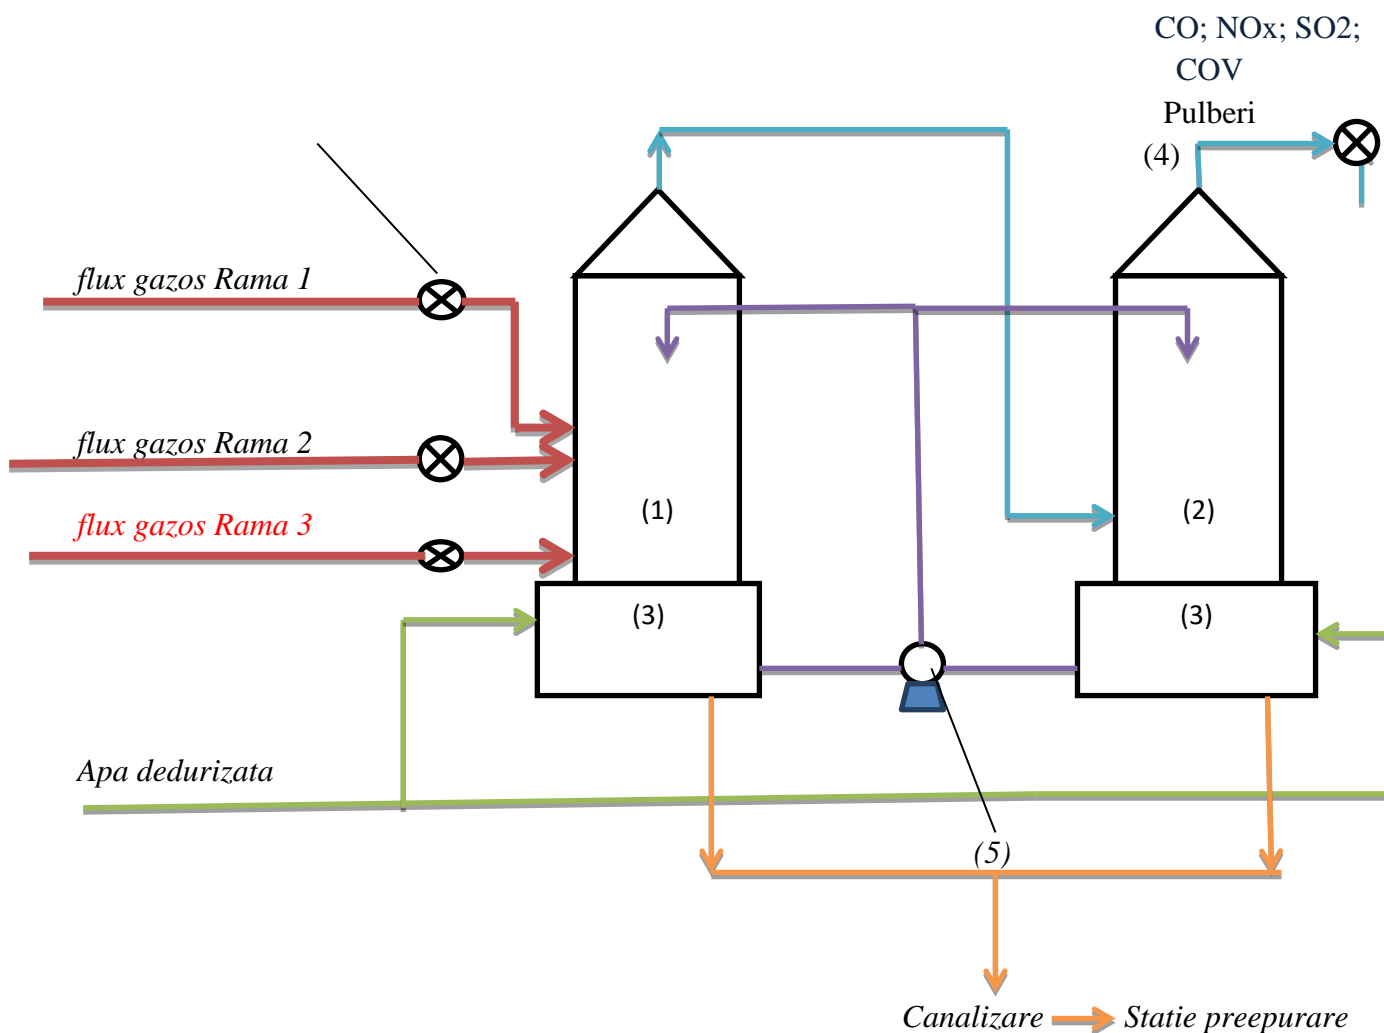 CO; NOx; SO2;
COV
Pulberi
(4)
flux gazos Rama 1
flux gazos Rama 2
flux gazos Rama 3
(1)
(2)
(3)
(3)
Apa dedurizata
(5)
Canalizare
Statie preepurare